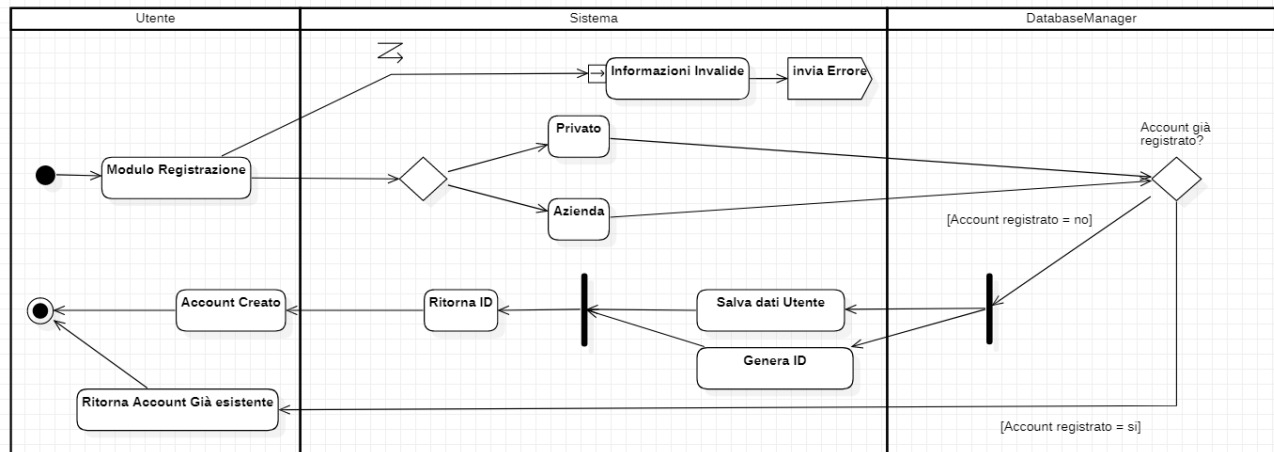 Utente
Sistema
DatabaseManager
Informazioni Invalide
invia Errore
Privato
Account già
registrato?
Modulo Registrazione
Azienda
[Account registrato = no]
Account Creato
Ritorna ID
Salva dati Utente
Genera ID
Ritorna Account Già esistente
[Account registrato = si]